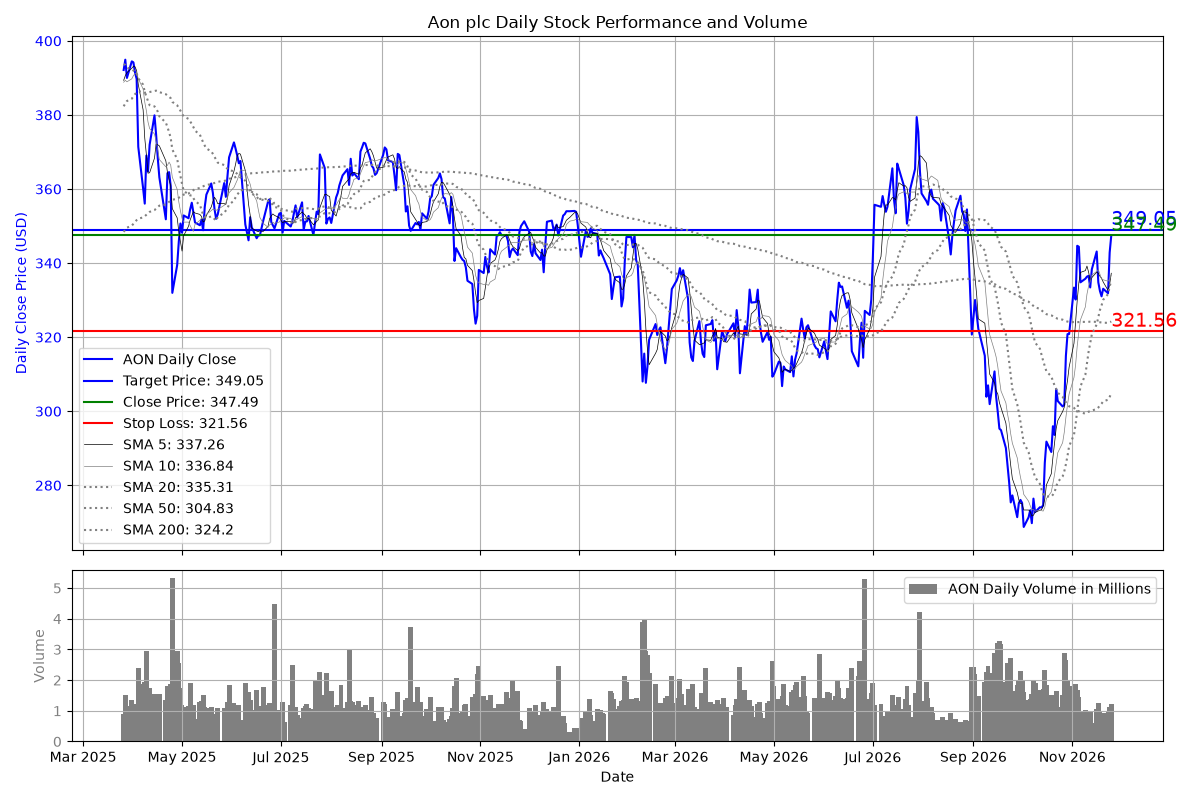 Aon plc Daily Stock Performance and Volume
400
380
360
340
320
300
280
Daily Close Price (USD)
349.05
347.49
321.56
AON Daily Close
Target Price: 349.05
Close Price: 347.49
Stop Loss: 321.56
SMA 5: 337.26
SMA 10: 336.84
SMA 20: 335.31
SMA 50: 304.83
SMA 200: 324.2
5
4
3
2
1
0
Volume
AON Daily Volume in Millions
Mar 2025 May 2025 Jul 2025 Sep 2025 Nov 2025 Jan 2026 Mar 2026 May 2026 Jul 2026 Sep 2026 Nov 2026
Date